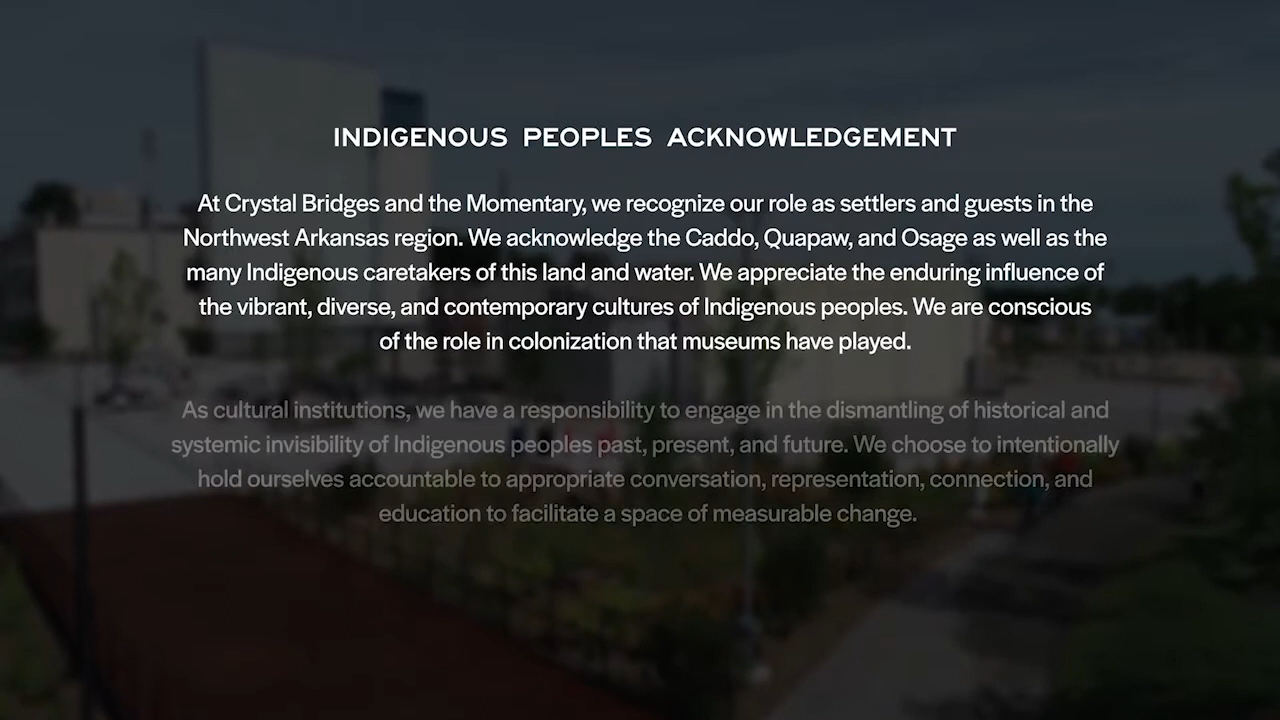 INDIGENOUS PEOPLES ACKNOWLEDGEMENT
At Crystal Bridges and the Momentary, we recognize our role as settlers and guests in the
Northwest Arkansas region. We acknowledge the Caddo, Quapaw, and Osage as well as the
many Indigenous caretakers of this land and water. We appreciate the enduring influence of
the vibrant, diverse, and contemporary cultures of Indigenous peoples. We are conscious
of the role in colonization that museums have played.
As cultural institutions, we have a responsibility to engage in the dismantling of historical and
systemic invisibility of Indigenous peoples past, present, and future. We choose to intentionally
hold ourselves accountable to appropriate conversation, representation, connection, and
education to facilitate a space of measurable change.